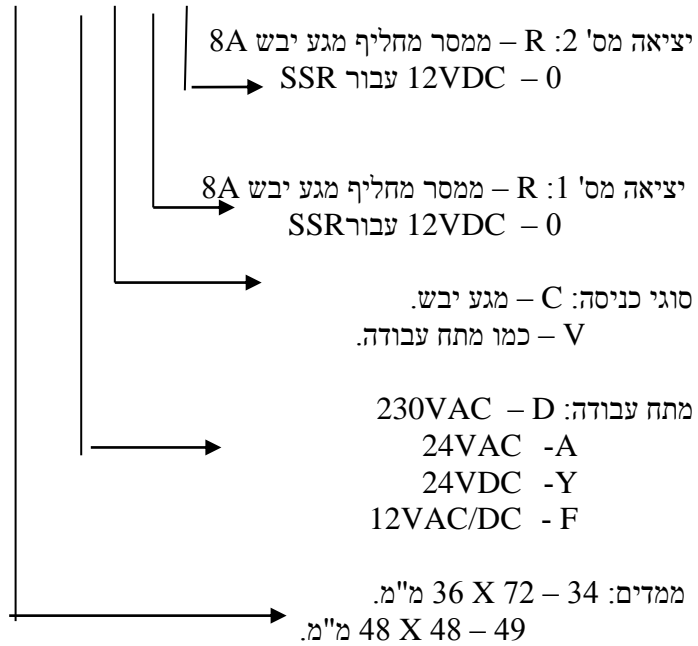 יציאה מס' 2: R – ממסר מחליף מגע יבש 8A
0 – 12VDC עבור SSR
יציאה מס' 1: R – ממסר מחליף מגע יבש 8A
0 – 12VDC עבורSSR
סוגי כניסה: C – מגע יבש.
V – כמו מתח עבודה.
מתח עבודה: D – 230VAC
A- 24VAC
Y- 24VDC
F - 12VAC/DC
ממדים: 34 – 72 X 36 מ"מ.
49 – 48 X 48 מ"מ.